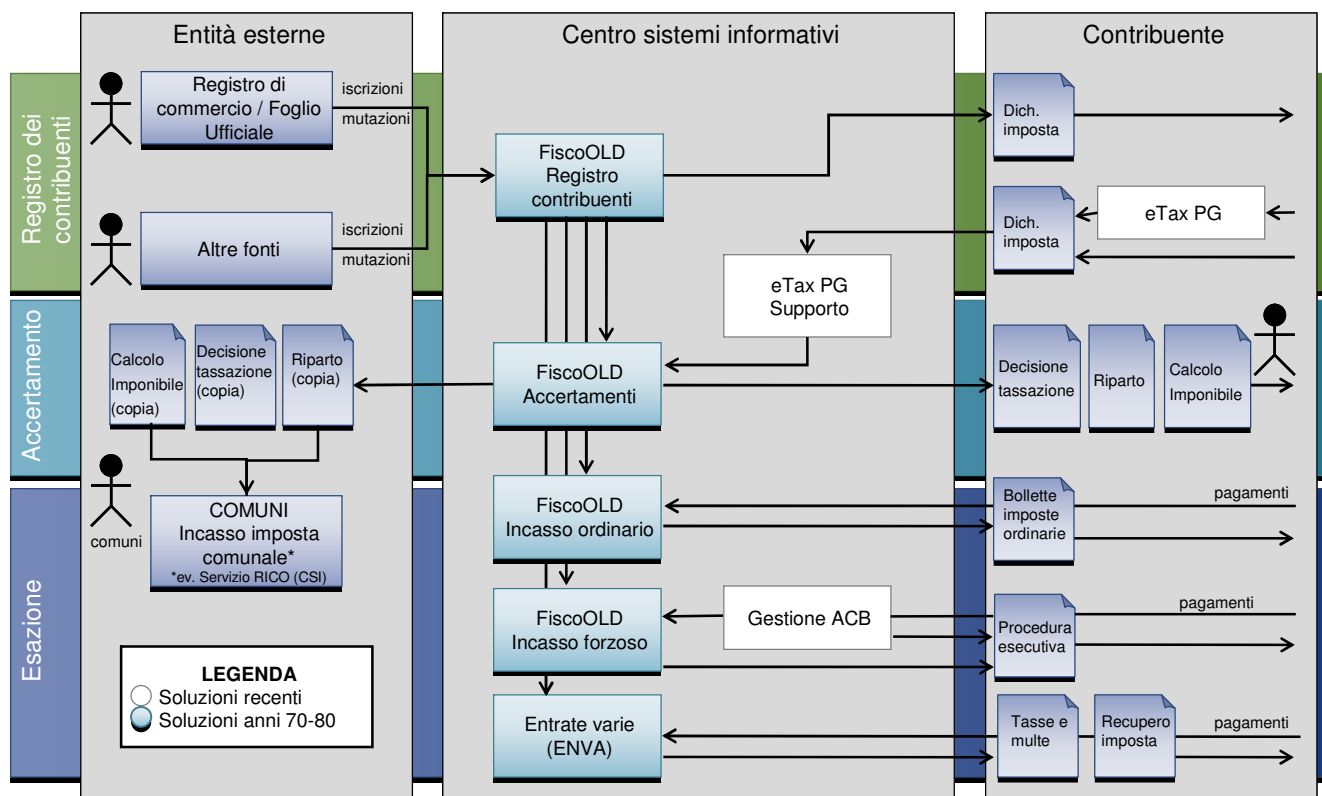 Entità esterne
Centro sistemi informativi
Contribuente
Registro dei
contribuenti
Registro di
commercio / Foglio
Ufficiale
iscrizioni
mutazioni
Altre fonti
iscrizioni
mutazioni
FiscoOLD
Registro
contribuenti
Dich.
imposta
Dich.
imposta
eTax PG
eTax PG
Supporto
Accertamento
Calcolo
Imponibile
(copia)
Decisione
tassazione
(copia)
Riparto
(copia)
FiscoOLD
Accertamenti
Decisione
tassazione
Riparto
Calcolo
Imponibile
Esazione
comuni
COMUNI
Incasso imposta
comunale*
*ev. Servizio RICO (CSI)
FiscoOLD
Incasso ordinario
Bollette
imposte
ordinarie
pagamenti
FiscoOLD
Incasso forzoso
Gestione ACB
Procedura
esecutiva
pagamenti
Entrate varie
(ENVA)
Tasse e
multe
Recupero
imposta
pagamenti
LEGENDA
Soluzioni recenti
Soluzioni anni 70-80